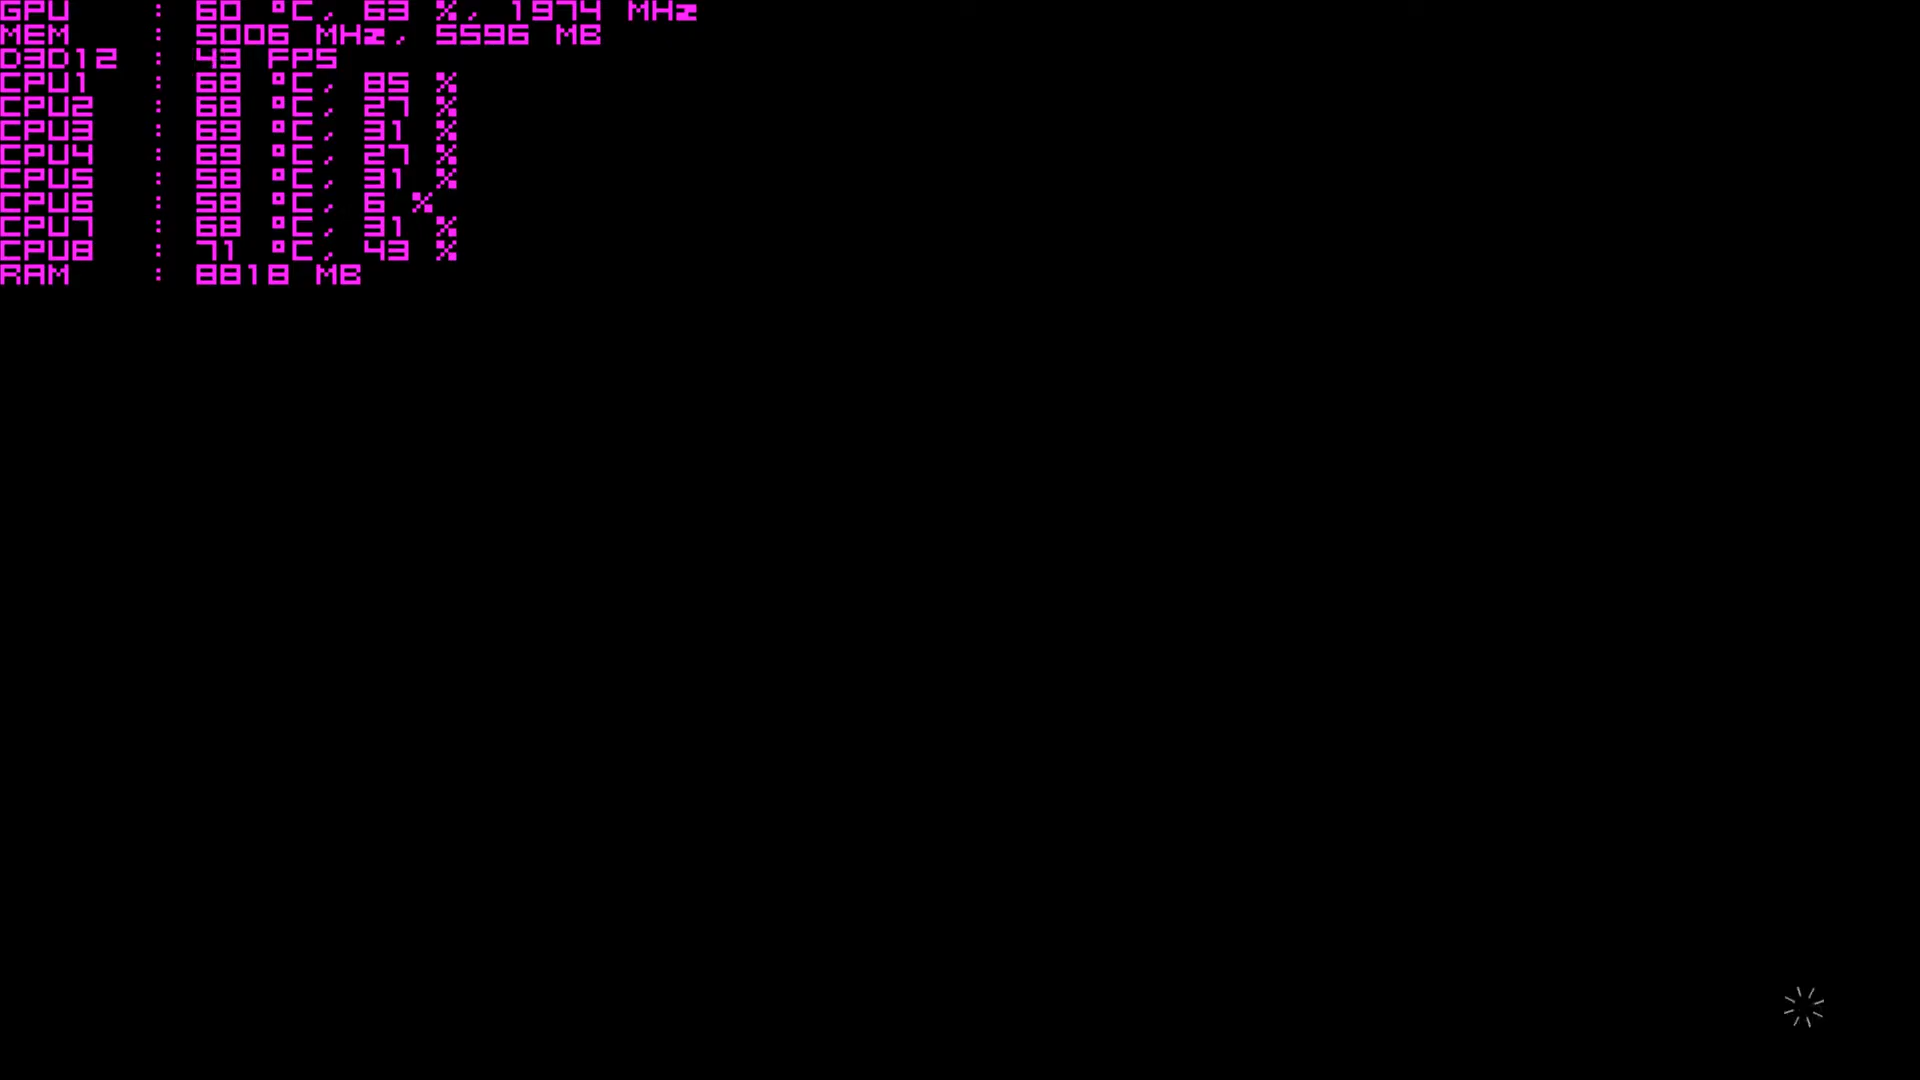 GPU : 60 °C, 63 %, 1974 MHz
MEM : 5006 MHz, 5596 MB
D3D12 : 43 FPS
CPU1 : 68 °C, 85 %
CPU2 : 68 °C, 27 %
CPU3 : 69 °C, 31 %
CPU4 : 69 °C, 27 %
CPU5 : 58 °C, 31 %
CPU6 : 58 °C, 6 %
CPU7 : 68 °C, 31 %
CPU8 : 71 °C, 43 %
RAM : 8818 MB